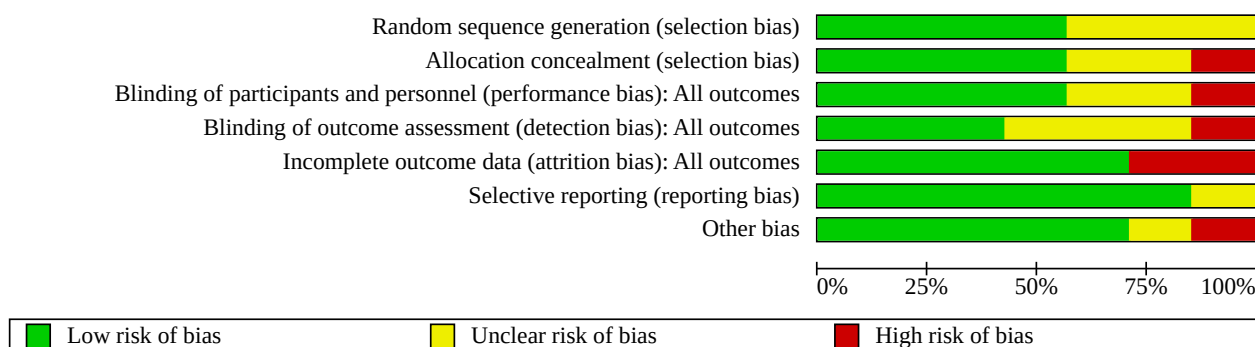 Random sequence generation (selection bias)
Allocation concealment (selection bias)
Blinding of participants and personnel (performance bias): All outcomes
Blinding of outcome assessment (detection bias): All outcomes
Incomplete outcome data (attrition bias): All outcomes
Selective reporting (reporting bias)
Other bias
0% 25% 50% 75% 100%
Low risk of bias Unclear risk of bias High risk of bias